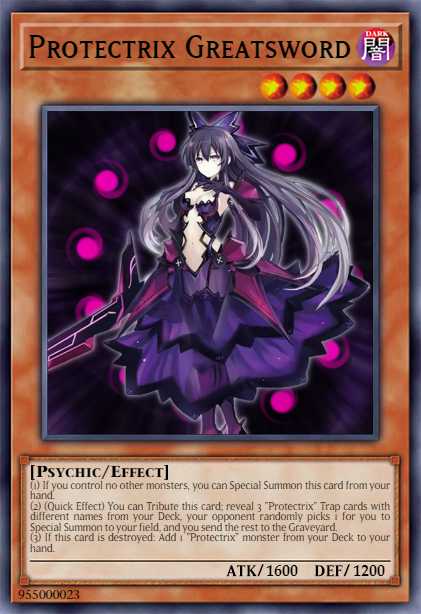 Protectrix Greatsword
DARK
闇
[Psychic/Effect]
(1) If you control no other monsters, you can Special Summon this card from your
hand.
(2) (Quick Effect) You can Tribute this card; reveal 3 "Protectrix" Trap cards with
different names from your Deck, your opponent randomly picks 1 for you to
Special Summon to your field, and you send the rest to the Graveyard.
(3) If this card is destroyed: Add 1 "Protectrix" monster from your Deck to your
hand.
ATK/1600 DEF/1200
955000023